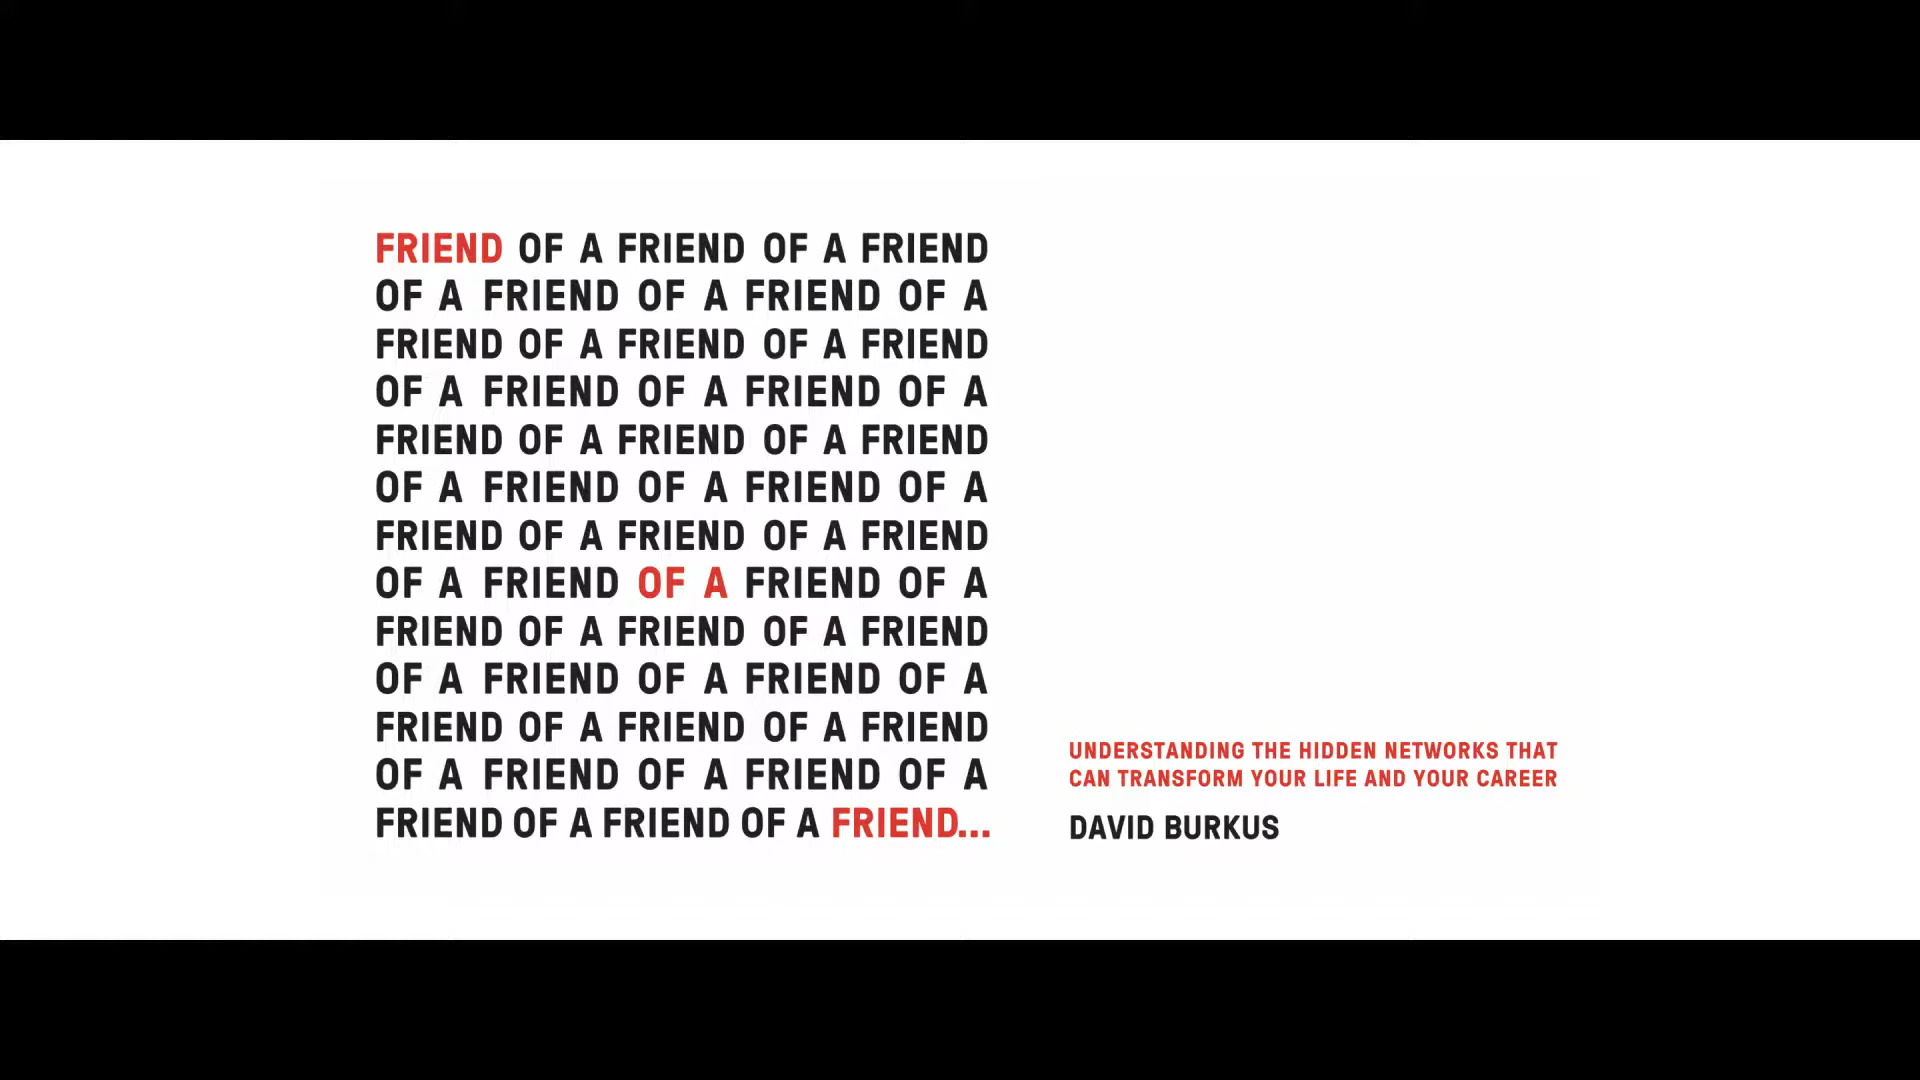 FRIEND OF A FRIEND OF A FRIEND
OF A FRIEND OF A FRIEND OF A
FRIEND OF A FRIEND OF A FRIEND
OF A FRIEND OF A FRIEND OF A
FRIEND OF A FRIEND OF A FRIEND
OF A FRIEND OF A FRIEND OF A
FRIEND OF A FRIEND OF A FRIEND
OF A FRIEND OF A FRIEND OF A
FRIEND OF A FRIEND OF A FRIEND
OF A FRIEND OF A FRIEND OF A
FRIEND OF A FRIEND OF A FRIEND
OF A FRIEND OF A FRIEND OF A
FRIEND OF A FRIEND OF A FRIEND...
UNDERSTANDING THE HIDDEN NETWORKS THAT
CAN TRANSFORM YOUR LIFE AND YOUR CAREER
DAVID BURKUS